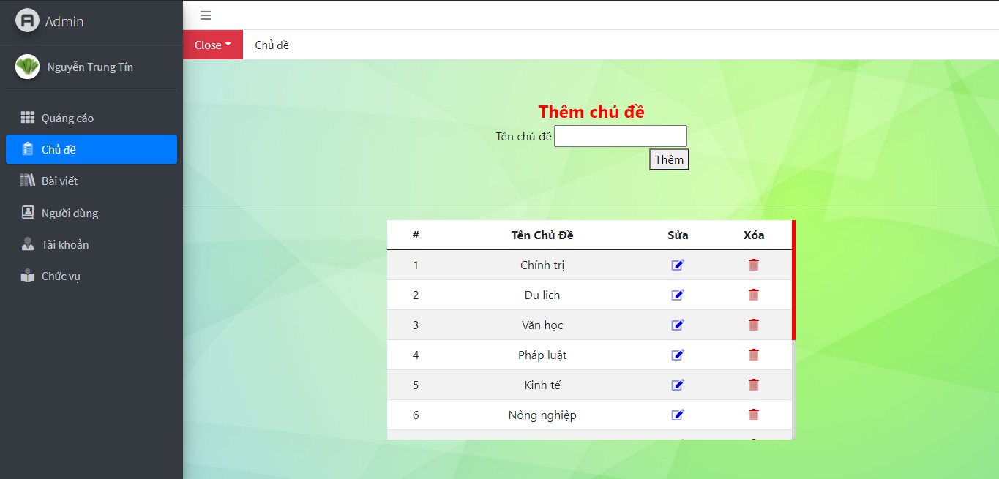 Admin
Nguyễn Trung Tín
Quảng cáo
Chủ đề
Bài viết
Người dùng
Tài khoản
Chức vụ
Close Chủ đề
Thêm chủ đề
Tên chủ đề
Thêm
# Tên Chủ Đề Sửa Xóa
1 Chính trị
2 Du lịch
3 Văn học
4 Pháp luật
5 Kinh tế
6 Nông nghiệp